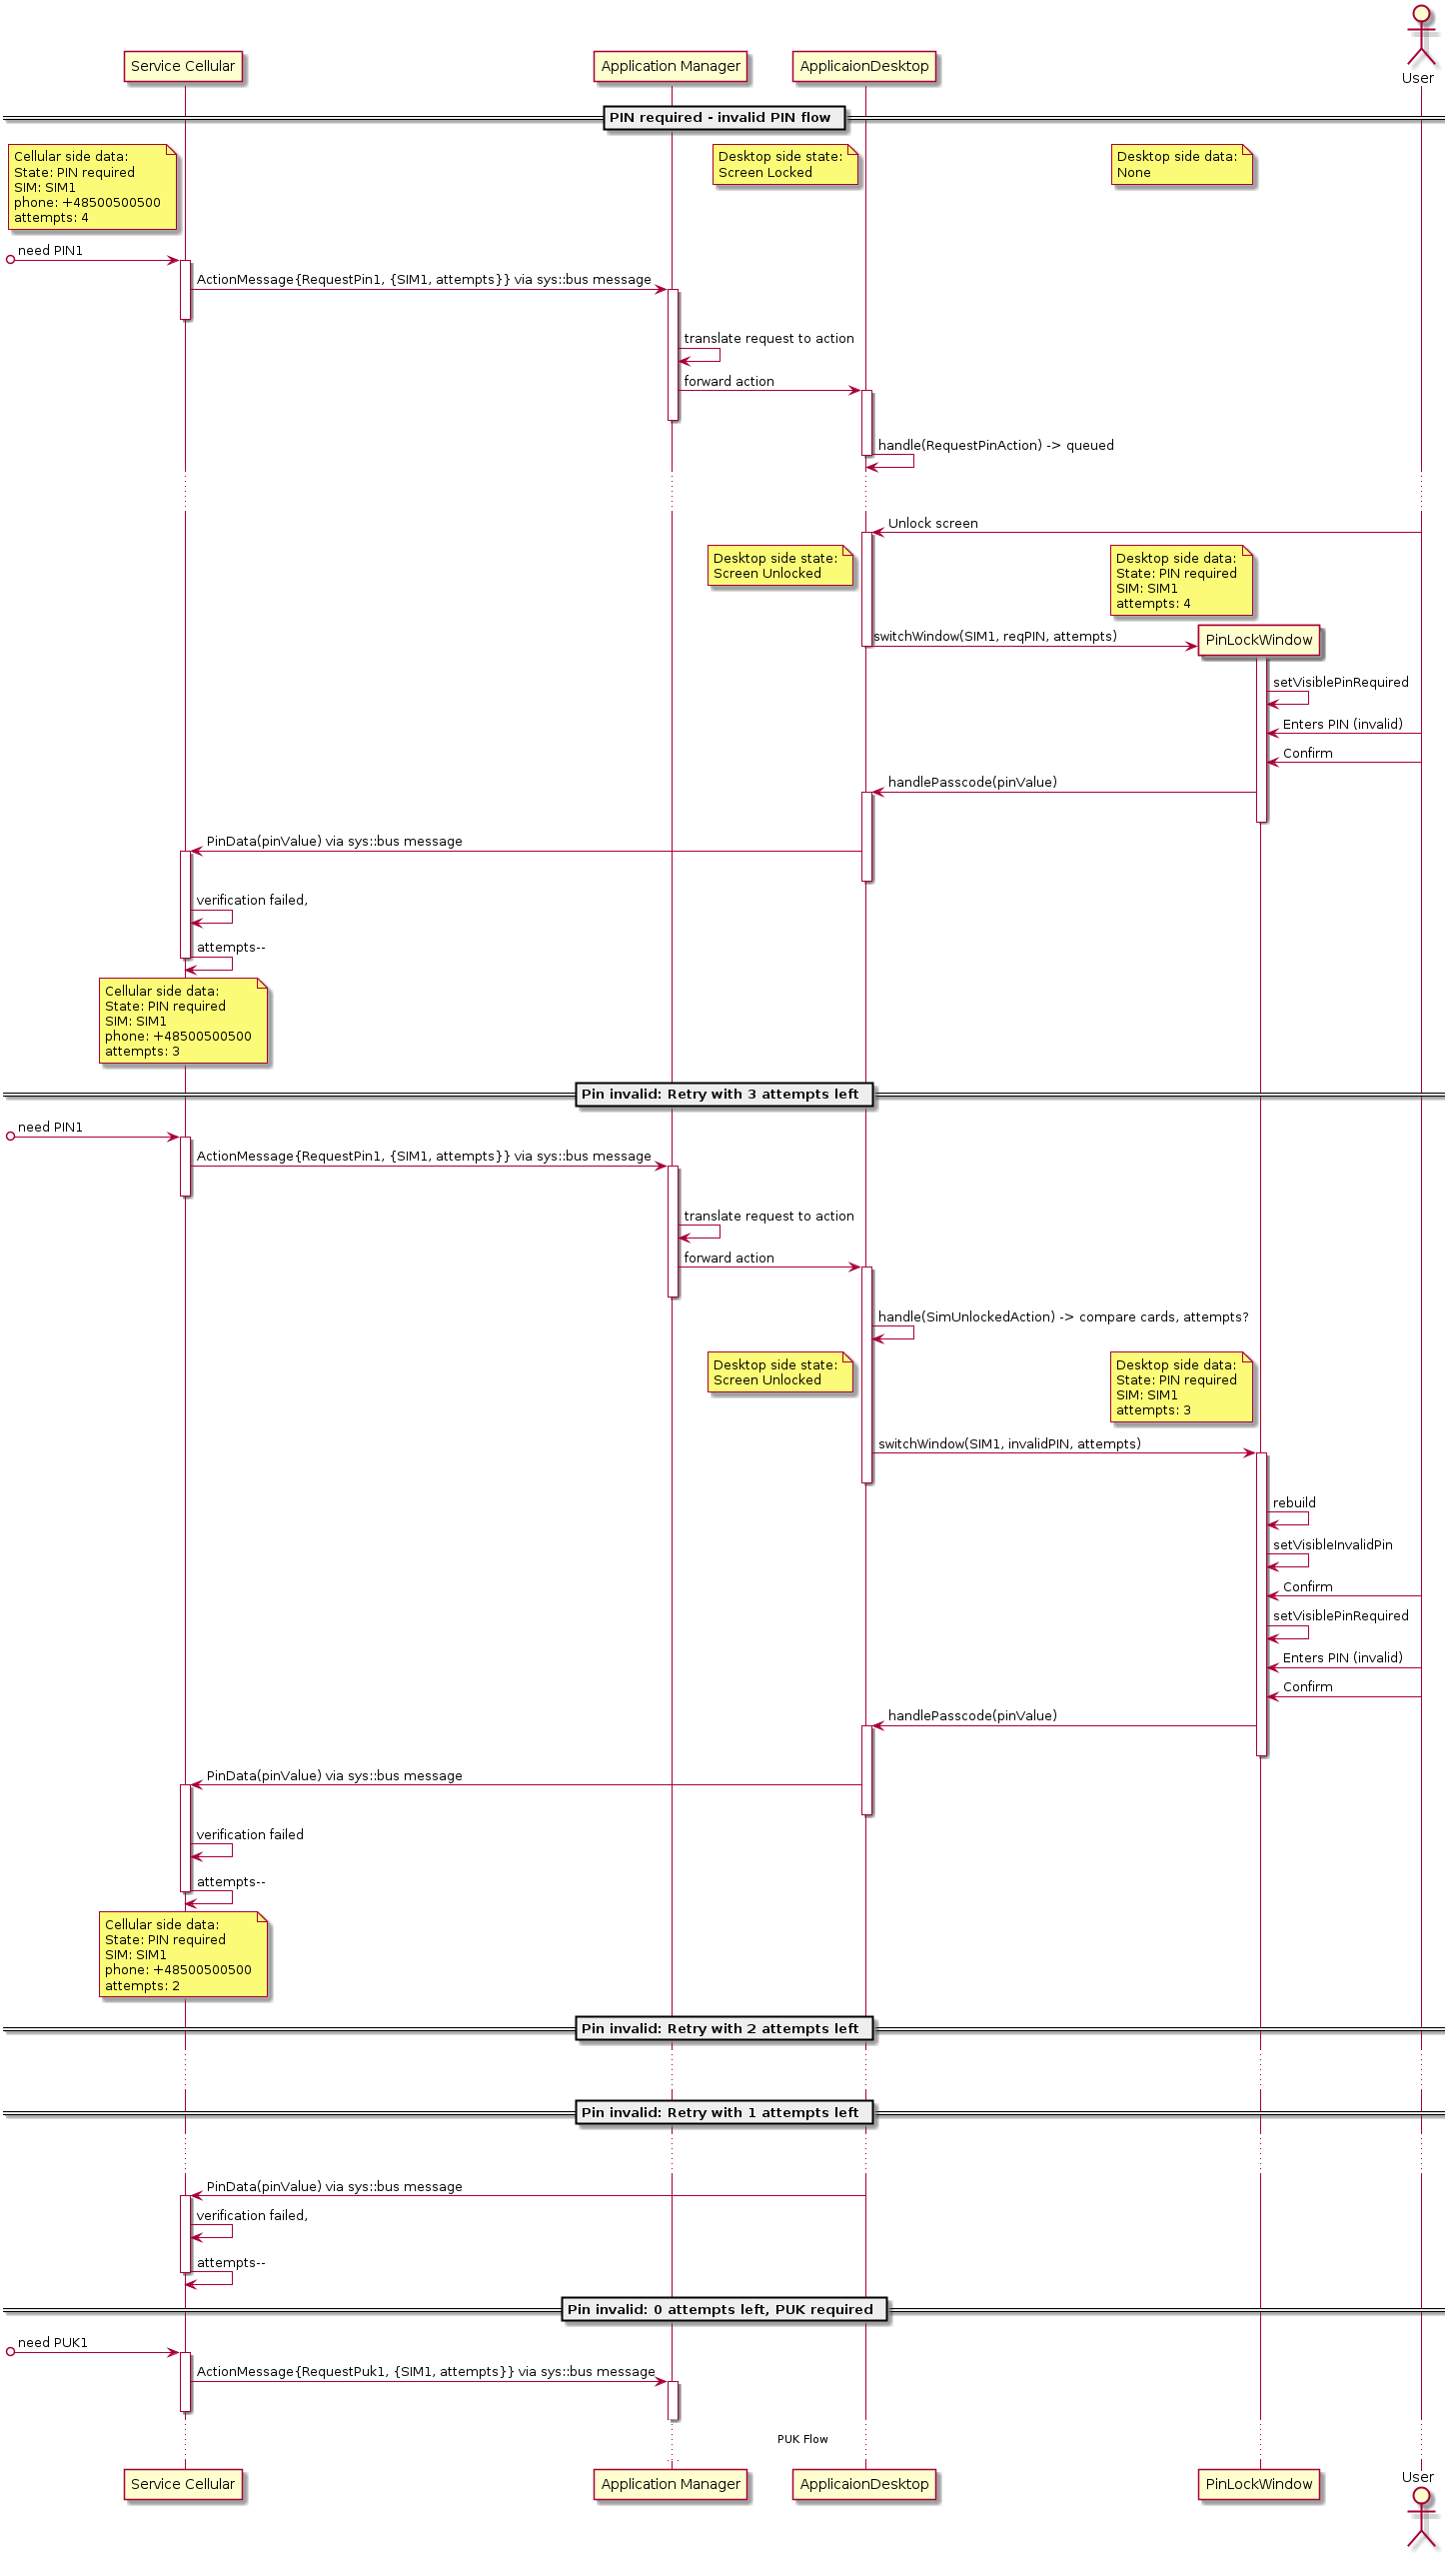 User
Service Cellular
Application Manager
ApplicaionDesktop
PIN required - invalid PIN flow
Cellular side data:
State: PIN required
SIM: SIM1
phone: +48500500500
attempts: 4
Desktop side state:
Screen Locked
Desktop side data:
None
need PIN1
ActionMessage{RequestPin1, {SIM1, attempts}} via sys::bus message
translate request to action
forward action
handle(RequestPinAction) -> queued
Unlock screen
Desktop side state:
Screen Unlocked
Desktop side data:
State: PIN required
SIM: SIM1
attempts: 4
switchWindow(SIM1, reqPIN, attempts)
PinLockWindow
setVisiblePinRequired
Enters PIN (invalid)
Confirm
handlePasscode(pinValue)
PinData(pinValue) via sys::bus message
verification failed,
attempts--
Cellular side data:
State: PIN required
SIM: SIM1
phone: +48500500500
attempts: 3
Pin invalid: Retry with 3 attempts left
need PIN1
ActionMessage{RequestPin1, {SIM1, attempts}} via sys::bus message
translate request to action
forward action
handle(SimUnlockedAction) -> compare cards, attempts?
Desktop side state:
Screen Unlocked
Desktop side data:
State: PIN required
SIM: SIM1
attempts: 3
switchWindow(SIM1, invalidPIN, attempts)
rebuild
setVisibleInvalidPin
Confirm
setVisiblePinRequired
Enters PIN (invalid)
Confirm
handlePasscode(pinValue)
PinData(pinValue) via sys::bus message
verification failed
attempts--
Cellular side data:
State: PIN required
SIM: SIM1
phone: +48500500500
attempts: 2
Pin invalid: Retry with 2 attempts left
Pin invalid: Retry with 1 attempts left
PinData(pinValue) via sys::bus message
verification failed,
attempts--
Pin invalid: 0 attempts left, PUK required
need PUK1
ActionMessage{RequestPuk1, {SIM1, attempts}} via sys::bus message
PUK Flow
Service Cellular
Application Manager
ApplicaionDesktop
PinLockWindow
User